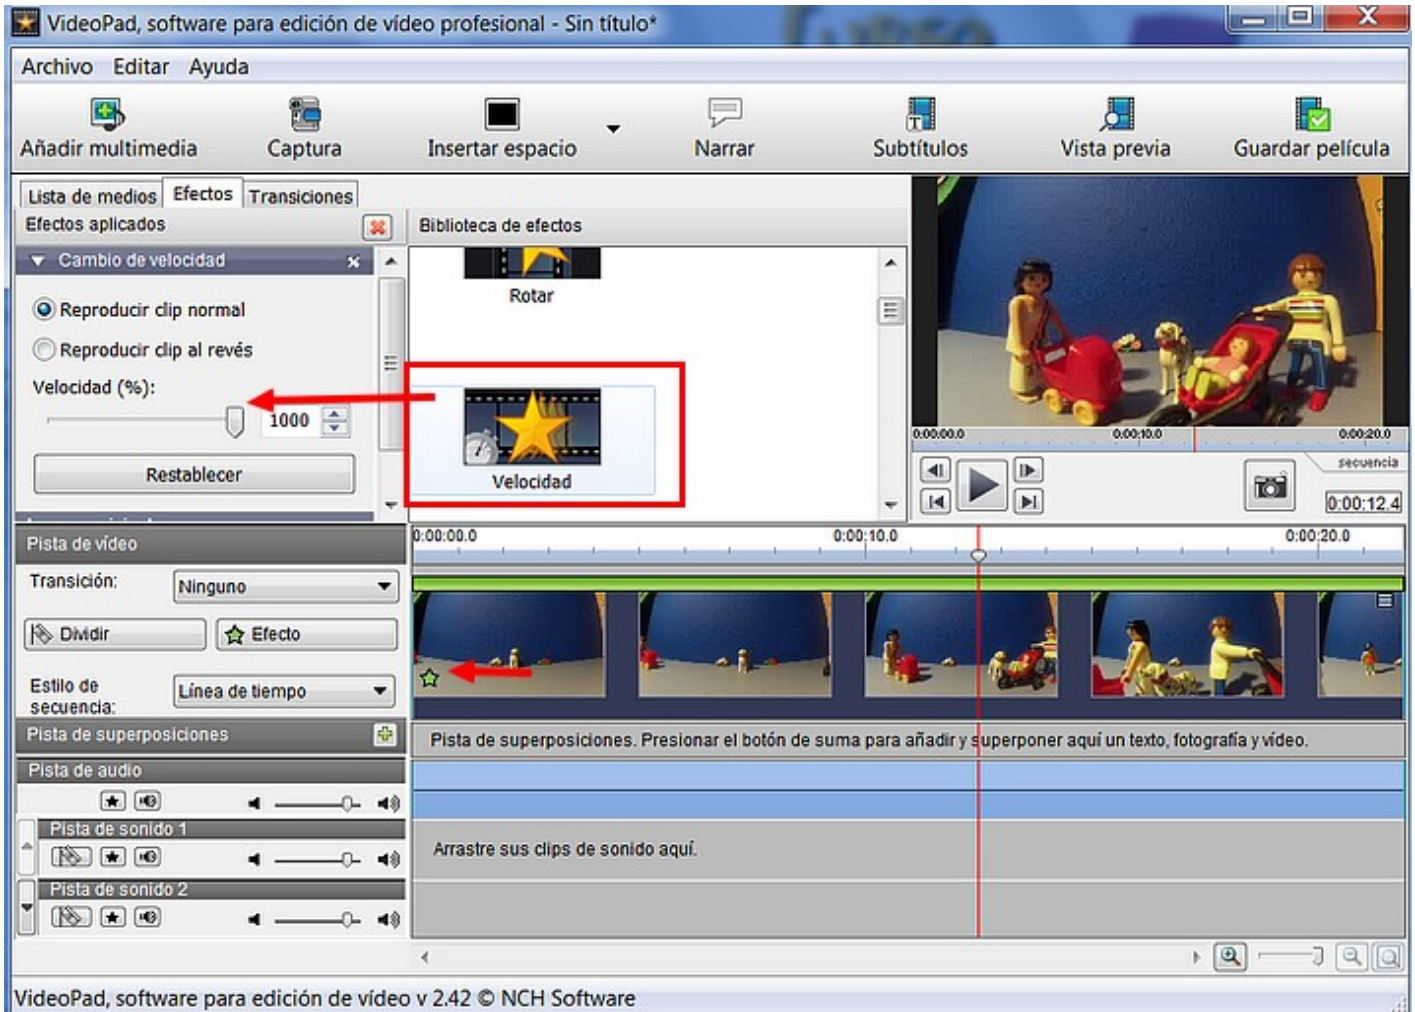 VideoPad, software para edición de vídeo profesional - Sin título*
Archivo Editar Ayuda
Añadir multimedia Captura Insertar espacio Narrar Subtítulos Vista previa Guardar película
Lista de medios Efectos Transiciones
Efectos aplicados Biblioteca de efectos
Cambio de velocidad
Rotar
Reproducir clip normal
Reproducir clip al revés
Velocidad (%):
1000
Restablecer
Velocidad
0:00:00.0 0:00:10.0 0:00:20.0
secuencia
0:00:12.4
Pista de vídeo
0:00:00.0 0:00:10.0 0:00:20.0
Transición: Ninguno
Dividir Efecto
Estilo de secuencia: Línea de tiempo
Pista de superposiciones
Pista de superposiciones. Presionar el botón de suma para añadir y superponer aquí un texto, fotografía y vídeo.
Pista de audio
Pista de sonido 1
Arrastre sus clips de sonido aquí.
Pista de sonido 2
VideoPad, software para edición de vídeo v 2.42 © NCH Software